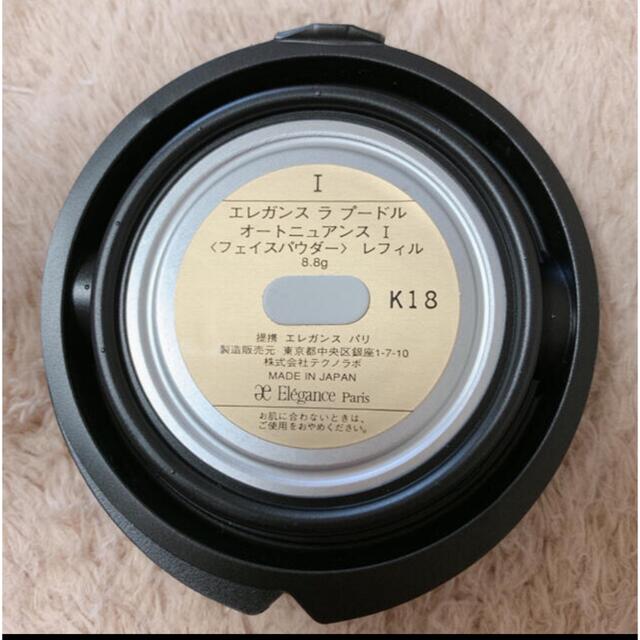 I
エレガンス ラ プードル
オートニュアンス I
〈フェイスパウダー〉 レフィル
8.8g
K18
提携 エレガンス パリ
製造販売元 東京都中央区銀座1-7-10
株式会社テクノラボ
MADE IN JAPAN
æ Elégance Paris
お肌に合わないときは、
ご使用をおやめください。